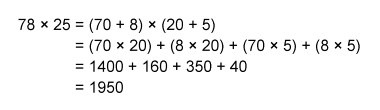 78 × 25 = (70 + 8) × (20 + 5)
= (70 × 20) + (8 × 20) + (70 × 5) + (8 × 5)
= 1400 + 160 + 350 + 40
= 1950